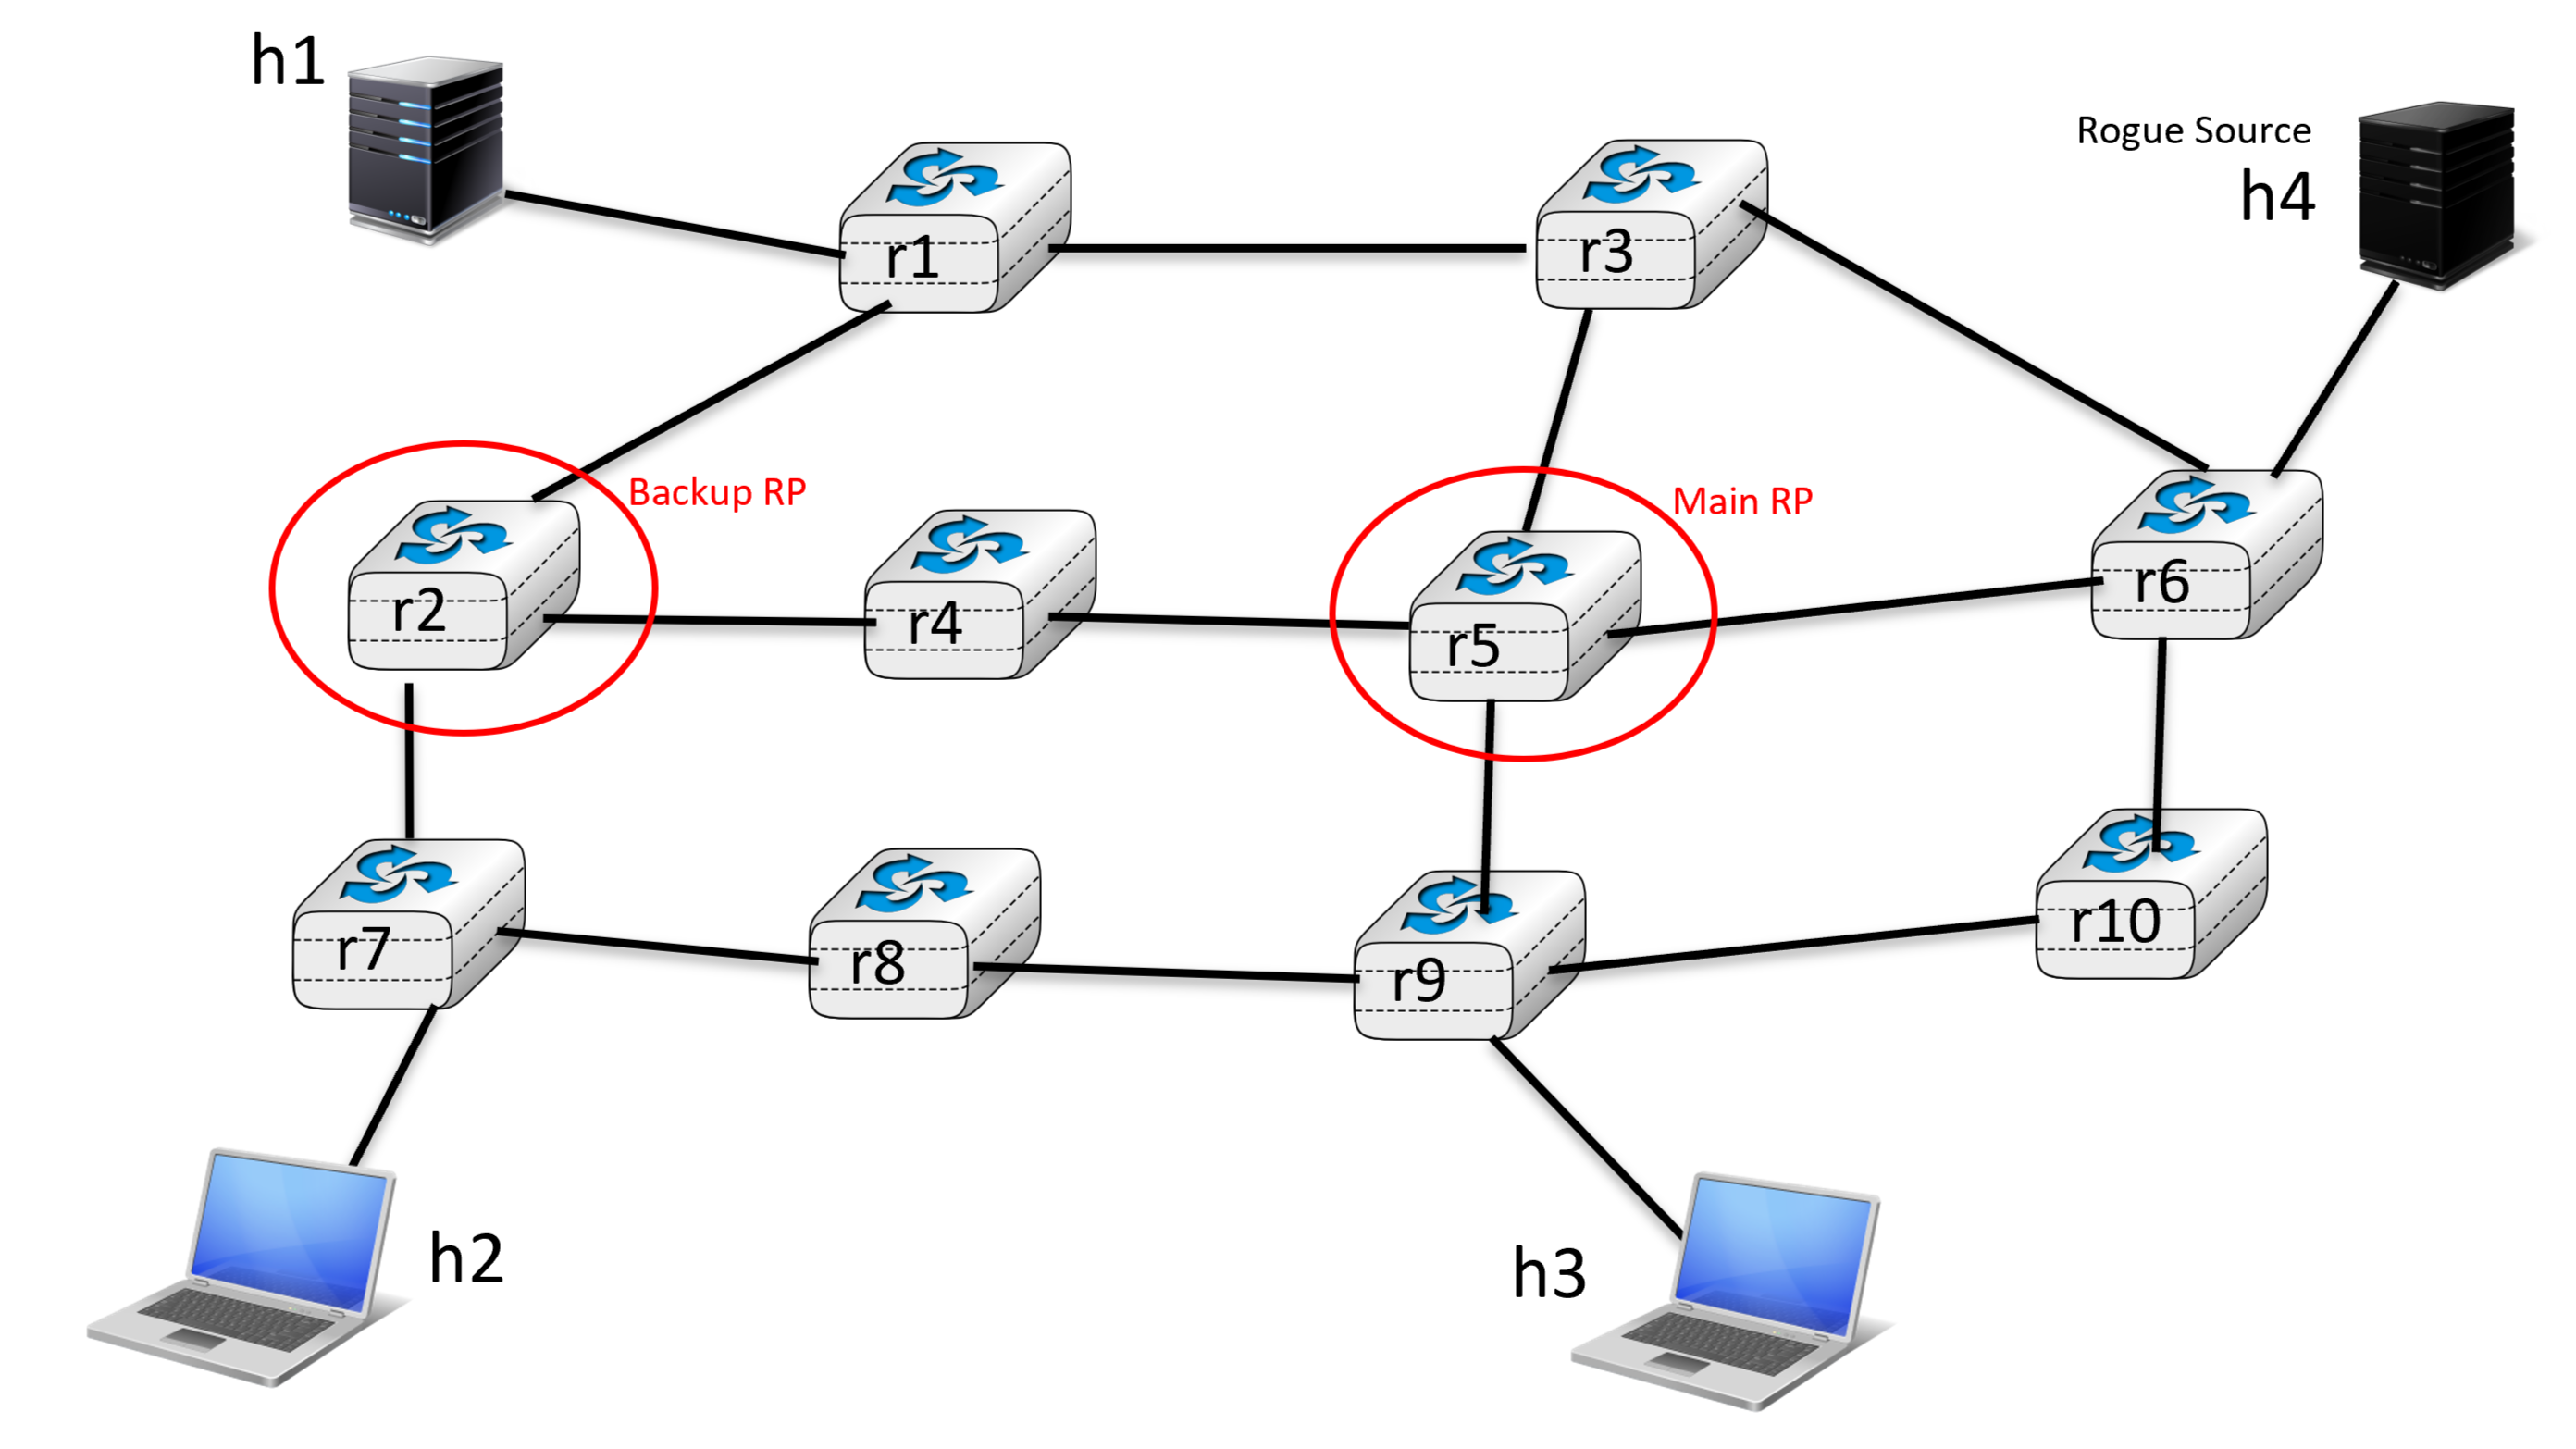 h1
Rogue Source
h4
r1
r3
Backup RP
Main RP
r2
r4
r5
r6
r7
r8
r9
r10
h2
h3